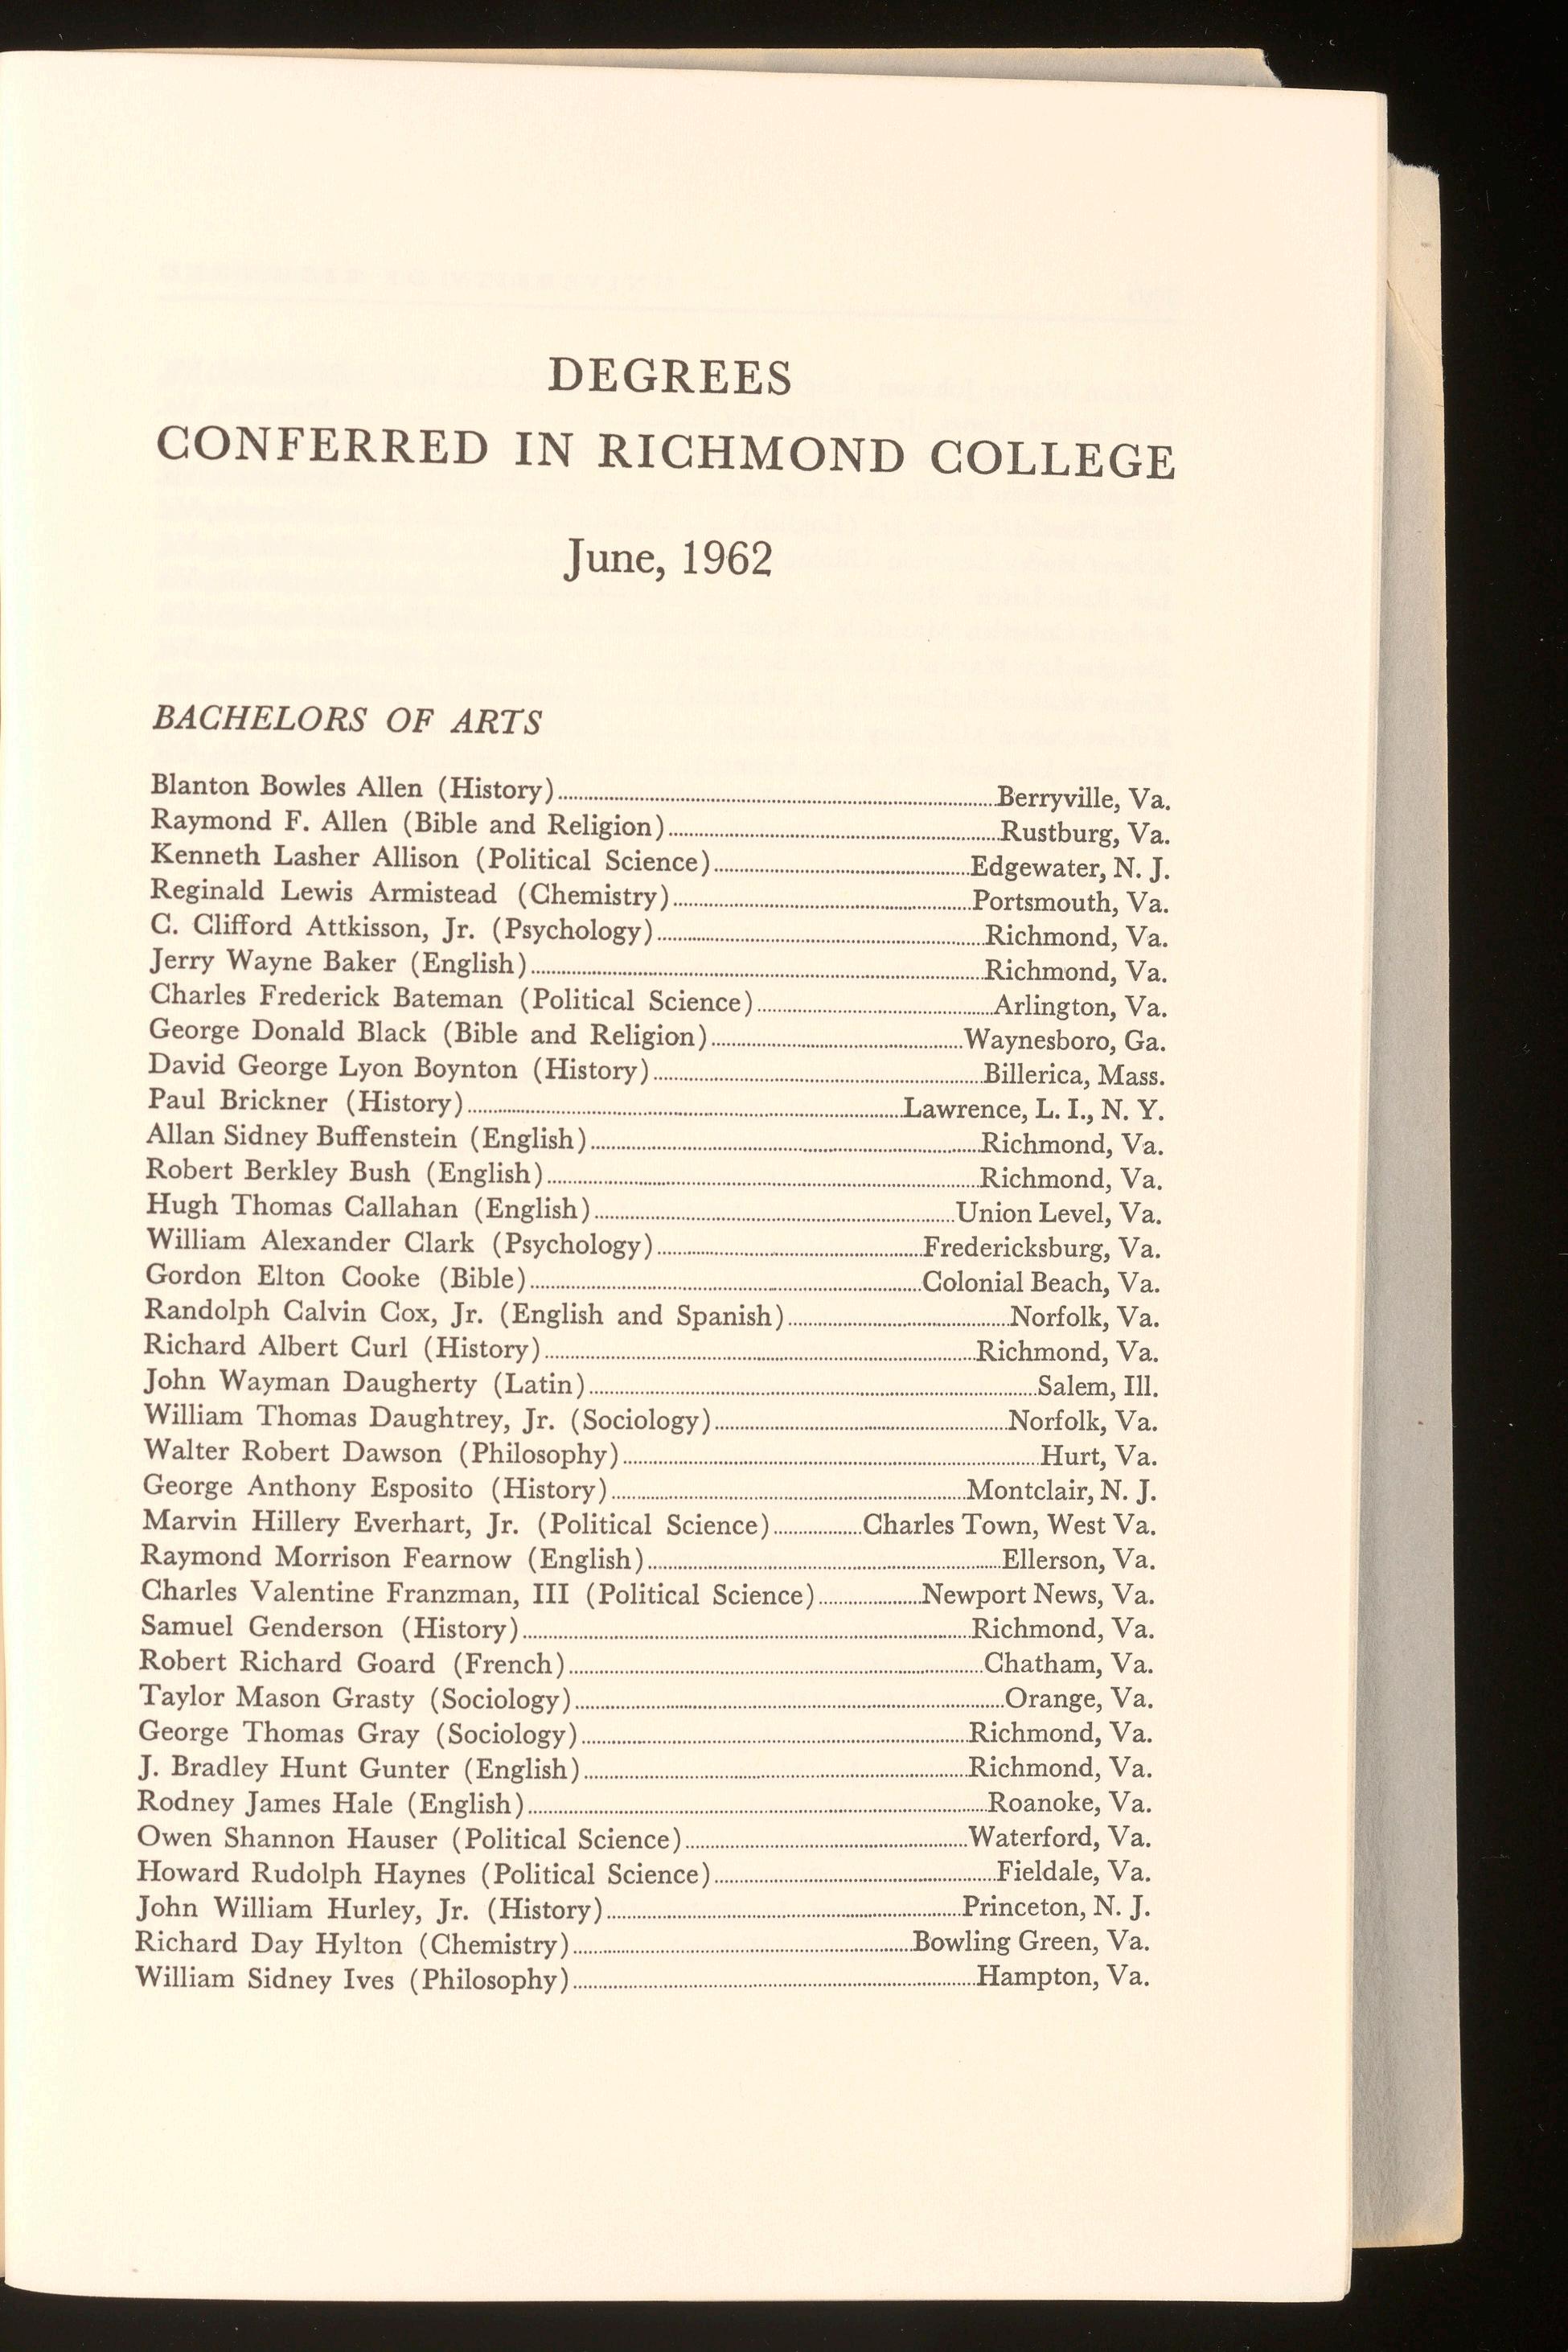 DEGREES
CONFERRED IN RICHMOND COLLEGE
June, 1962
BACHELORS OF ARTS
Blanton Bowles Allen (History)........Berryville, Va.
Raymond F. Allen (Bible and Religion)........Rustburg, Va.
Kenneth Lasher Allison (Political Science)........Edgewater, N. J.
Reginald Lewis Armistead (Chemistry)........Portsmouth, Va.
C. Clifford Attkisson, Jr. (Psychology)........Richmond, Va.
Jerry Wayne Baker (English)........Richmond, Va.
Charles Frederick Bateman (Political Science)........Arlington, Va.
George Donald Black (Bible and Religion)........Waynesboro, Ga.
David George Lyon Boynton (History)........Billerica, Mass.
Paul Brickner (History)........Lawrence, L. I., N. Y.
Allan Sidney Buffenstein (English)........Richmond, Va.
Robert Berkley Bush (English)........Richmond, Va.
Hugh Thomas Callahan (English)........Union Level, Va.
William Alexander Clark (Psychology)........Fredericksburg, Va.
Gordon Elton Cooke (Bible)........Colonial Beach, Va.
Randolph Calvin Cox, Jr. (English and Spanish)........Norfolk, Va.
Richard Albert Curl (History)........Richmond, Va.
John Wayman Daugherty (Latin)........Salem, Ill.
William Thomas Daughtrey, Jr. (Sociology)........Norfolk, Va.
Walter Robert Dawson (Philosophy)........Hurt, Va.
George Anthony Esposito (History)........Montclair, N. J.
Marvin Hillery Everhart, Jr. (Political Science)........Charles Town, West Va.
Raymond Morrison Fearnow (English)........Ellerson, Va.
Charles Valentine Franzman, III (Political Science)........Newport News, Va.
Samuel Genderson (History)........Richmond, Va.
Robert Richard Goard (French)........Chatham, Va.
Taylor Mason Grasty (Sociology)........Orange, Va.
George Thomas Gray (Sociology)........Richmond, Va.
J. Bradley Hunt Gunter (English)........Richmond, Va.
Rodney James Hale (English)........Roanoke, Va.
Owen Shannon Hauser (Political Science)........Waterford, Va.
Howard Rudolph Haynes (Political Science)........Fieldale, Va.
John William Hurley, Jr. (History)........Princeton, N. J.
Richard Day Hylton (Chemistry)........Bowling Green, Va.
William Sidney Ives (Philosophy)........Hampton, Va.